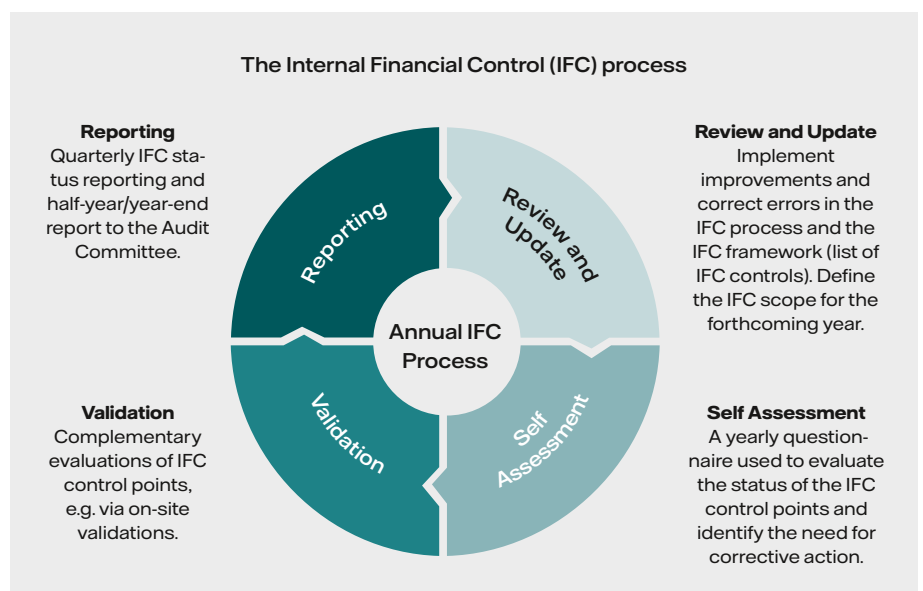 The Internal Financial Control (IFC) process
Reporting
Quarterly IFC sta-
tus reporting and
half-year/year-end
report to the Audit
Committee.
Review and Update
Implement
improvements and
correct errors in the
IFC process and the
IFC framework (list of
IFC controls). Define
the IFC scope for the
forthcoming year.
Reporting
Review and
Update
Annual IFC
Process
Validation
Self
Assessment
Validation
Complementary
evaluations of IFC
control points,
e.g. via on-site
validations.
Self Assessment
A yearly question-
naire used to evaluate
the status of the IFC
control points and
identify the need for
corrective action.